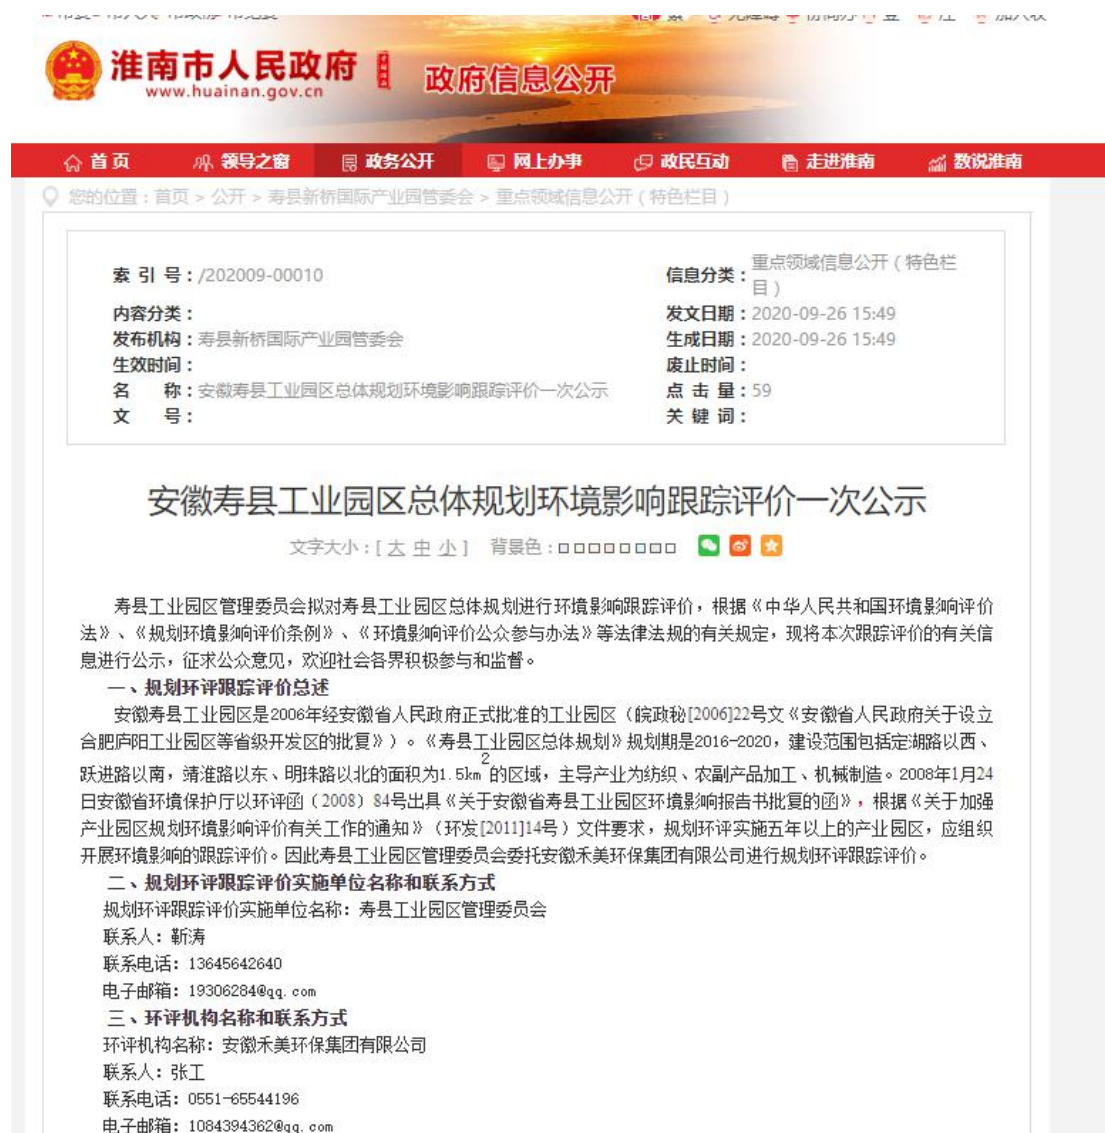 淮南市人民政府
www.huainan.gov.cn
政府信息公开
首页 领导之窗 政务公开 网上办事 政民互动 走进淮南 数说淮南
您的位置：首页 > 公开 > 寿县新桥国际产业园管委会 > 重点领域信息公开（特色栏目）
索 引 号：/202009-00010 信息分类：重点领域信息公开（特色栏
目）
内容分类： 发文日期：2020-09-26 15:49
发布机构：寿县新桥国际产业园管委会 生成日期：2020-09-26 15:49
生效时间： 废止时间：
名 称：安徽寿县工业园区总体规划环境影响跟踪评价一次公示 点 击 量：59
文 号： 关 键 词：
安徽寿县工业园区总体规划环境影响跟踪评价一次公示
文字大小：[ 大 中 小 ] 背景色：
寿县工业园区管理委员会拟对寿县工业园区总体规划进行环境影响跟踪评价，根据《中华人民共和国环境影响评价
法》、《规划环境影响评价条例》、《环境影响评价公众参与办法》等法律法规的有关规定，现将本次跟踪评价的有关信
息进行公示，征求公众意见，欢迎社会各界积极参与和监督。
一、规划环评跟踪评价总述
安徽寿县工业园区是2006年经安徽省人民政府正式批准的工业园区（皖政秘[2006]22号文《安徽省人民政府关于设立
合肥庐阳工业园区等省级开发区的批复》）。《寿县工业园区总体规划》规划期是2016-2020，建设范围包括定湖路以西、
跃进路以南，清淮路以东、明珠路以北的面积为1.5km2的区域，主导产业为纺织、农副产品加工、机械制造。2008年1月24
日安徽省环境保护厅以环评函（2008）84号出具《关于安徽省寿县工业园区环境影响报告书批复的函》，根据《关于加强
产业园区规划环境影响评价有关工作的通知》（环发[2011]14号）文件要求，规划环评实施五年以上的产业园区，应组织
开展环境影响的跟踪评价。因此寿县工业园区管理委员会委托安徽禾美环保集团有限公司进行规划环评跟踪评价。
二、规划环评跟踪评价实施单位名称和联系方式
规划环评跟踪评价实施单位名称：寿县工业园区管理委员会
联系人：靳涛
联系电话：13645642640
电子邮箱：19306284@qq.com
三、环评机构名称和联系方式
环评机构名称：安徽禾美环保集团有限公司
联系人：张工
联系电话：0551-65544196
电子邮箱：1084394362@qq.com